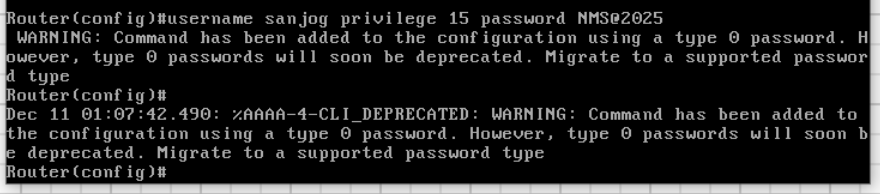 Router(config)#username sanjog privilege 15 password NMS@2025
 WARNING: Command has been added to the configuration using a type 0 password. H
owever, type 0 passwords will soon be deprecated. Migrate to a supported passwor
d type
Router(config)#
Dec 11 01:07:42.490: %AAAA-4-CLI_DEPRECATED: WARNING: Command has been added to
the configuration using a type 0 password. However, type 0 passwords will soon b
e deprecated. Migrate to a supported password type
Router(config)#